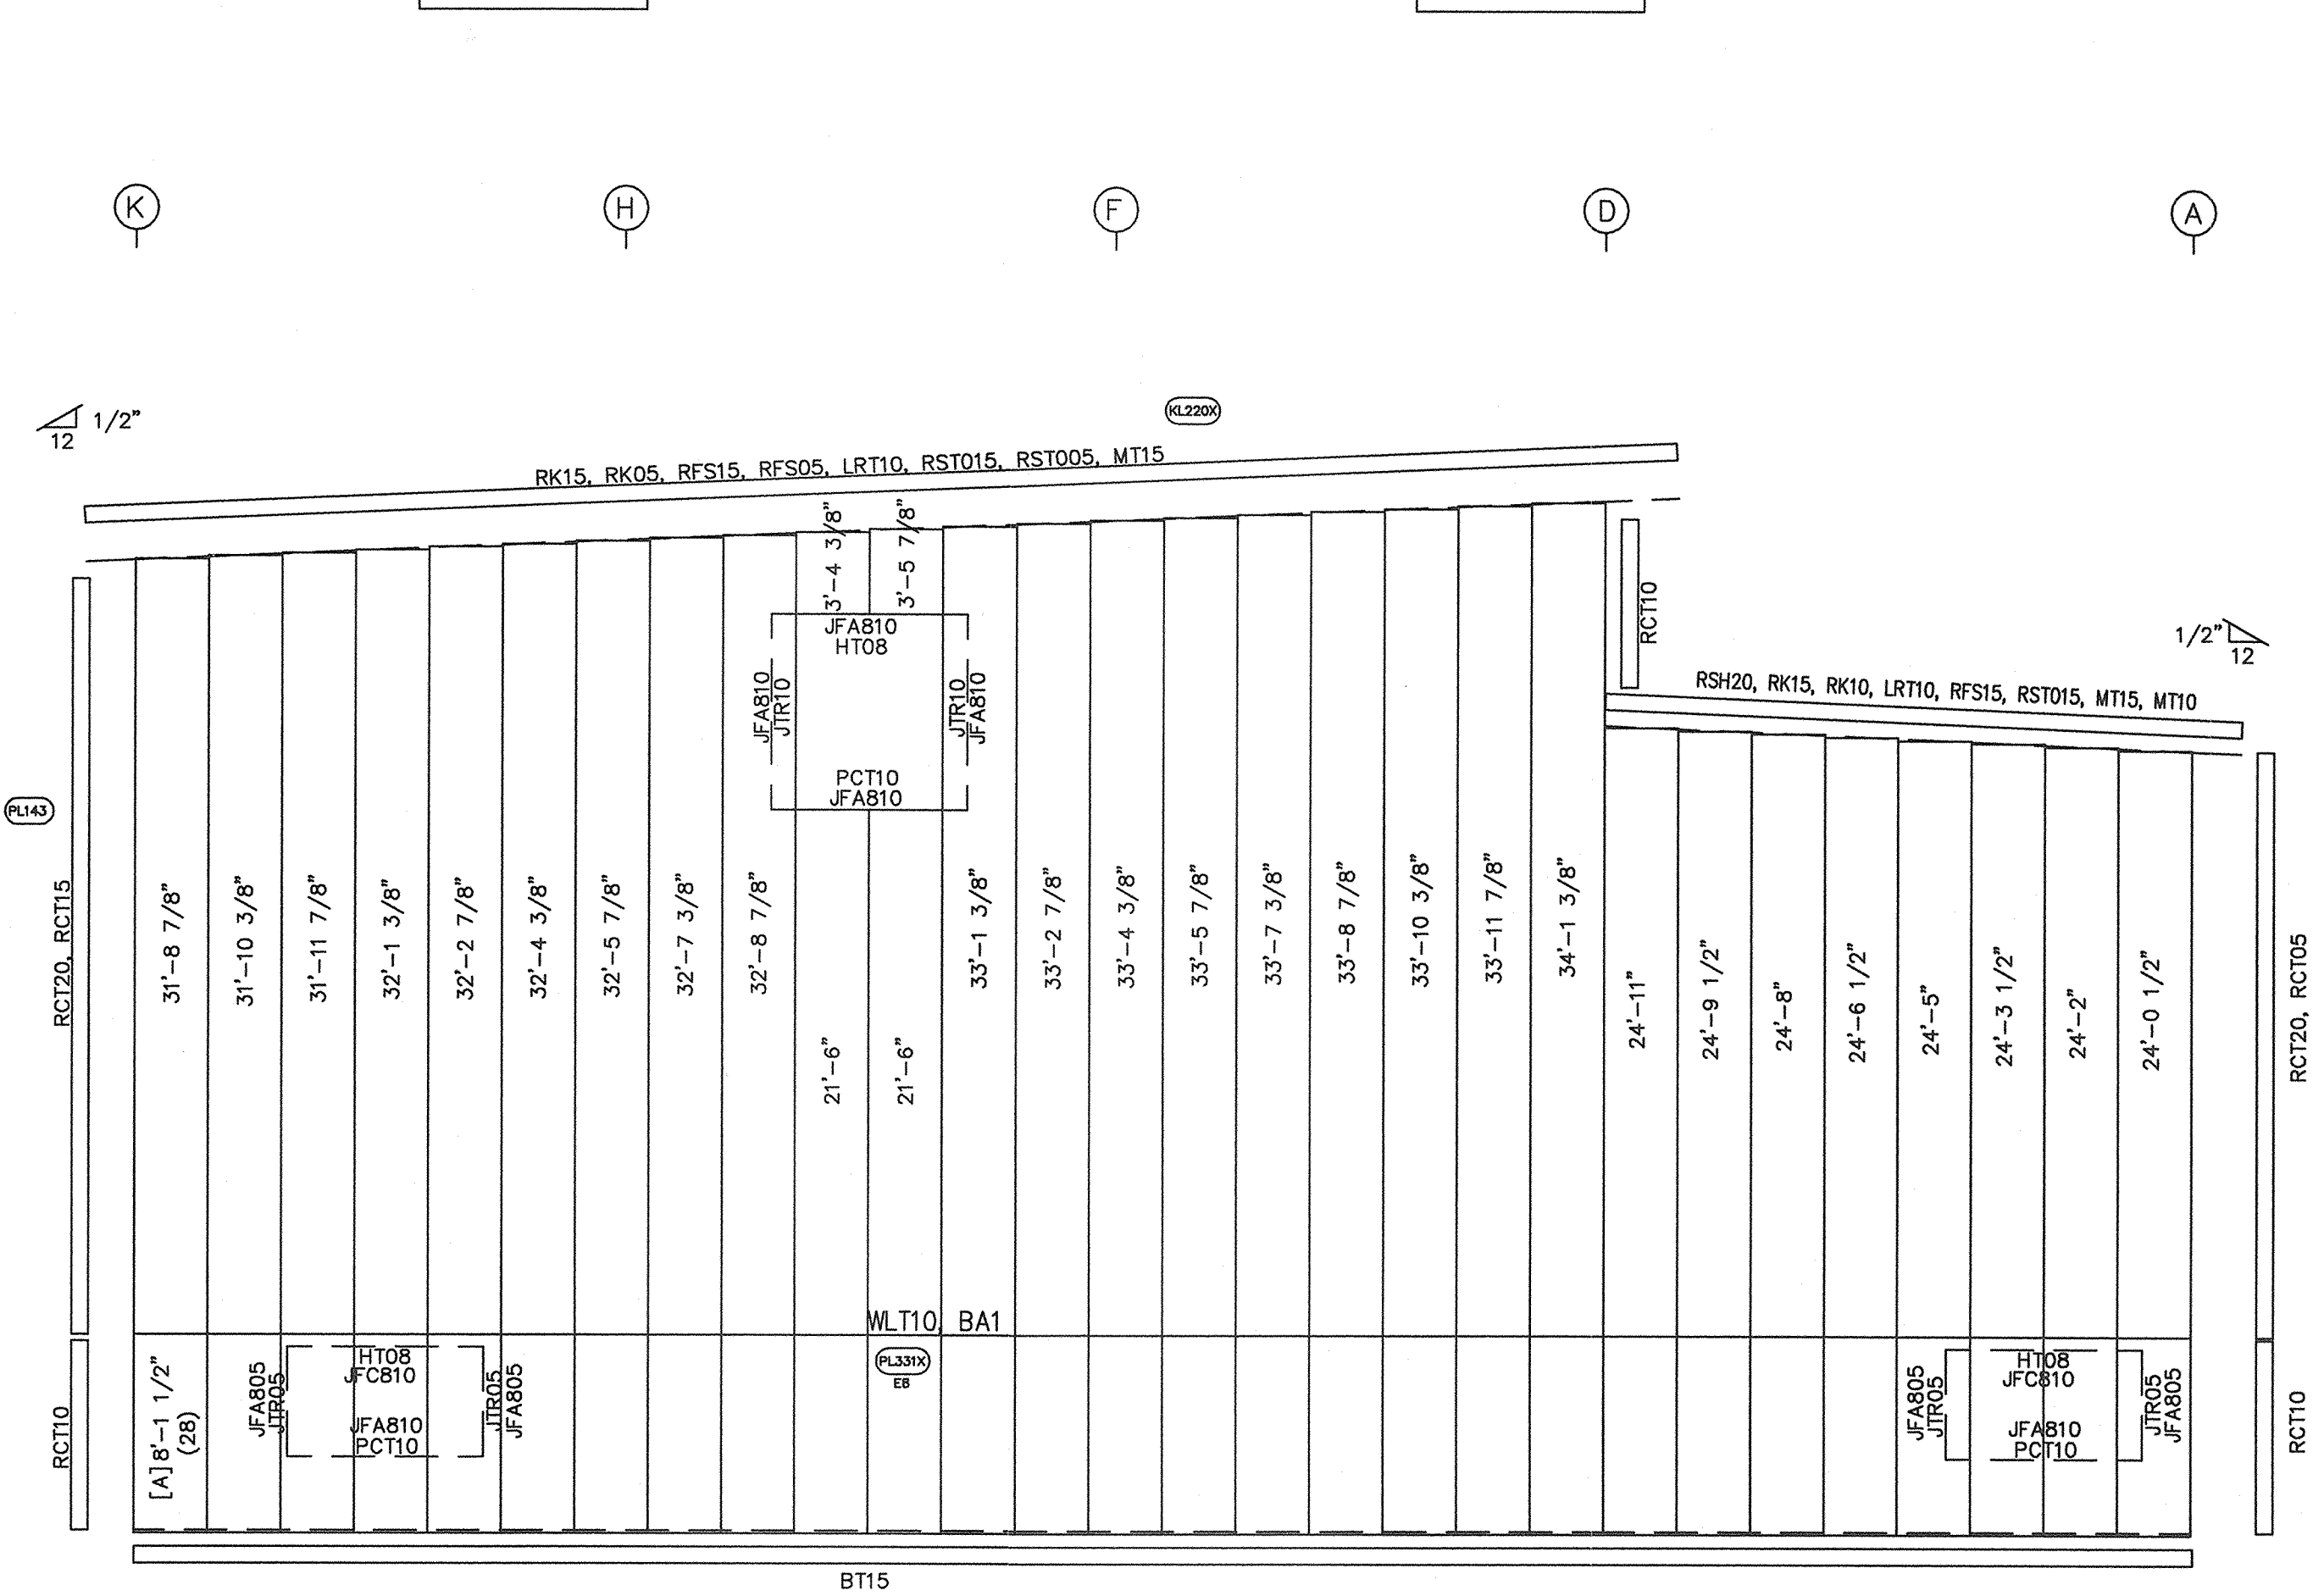 K
H
F
D
A
1/2"
12
KL220X
RK15, RK05, RFS15, RFS05, LRT10, RST015, RST005, MT15
3'-4 3/8"
3'-5 7/8"
RCT10
1/2"
12
JFA810
HT08
JFA810
JTR10
JTR10
JFA810
PCT10
JFA810
RSH20, RK15, RK10, LRT10, RFS15, RST015, MT15, MT10
PL143
RCT20, RCT15
31'-8 7/8"
31'-10 3/8"
31'-11 7/8"
32'-1 3/8"
32'-2 7/8"
32'-4 3/8"
32'-5 7/8"
32'-7 3/8"
32'-8 7/8"
21'-6"
21'-6"
33'-1 3/8"
33'-2 7/8"
33'-4 3/8"
33'-5 7/8"
33'-7 3/8"
33'-8 7/8"
33'-10 3/8"
33'-11 7/8"
34'-1 3/8"
24'-11"
24'-9 1/2"
24'-8"
24'-6 1/2"
24'-5"
24'-3 1/2"
24'-2"
24'-0 1/2"
RCT20, RCT05
WLT10, BA1
PL331X
E6
RCT10
[A]8'-1 1/2"
(28)
JFA805
JTR05
HT08
JFC810
JFA810
PCT10
JTR05
JFA805
JFA805
JTR05
HT08
JFC810
JFA810
PCT10
JTR05
JFA805
RCT10
BT15